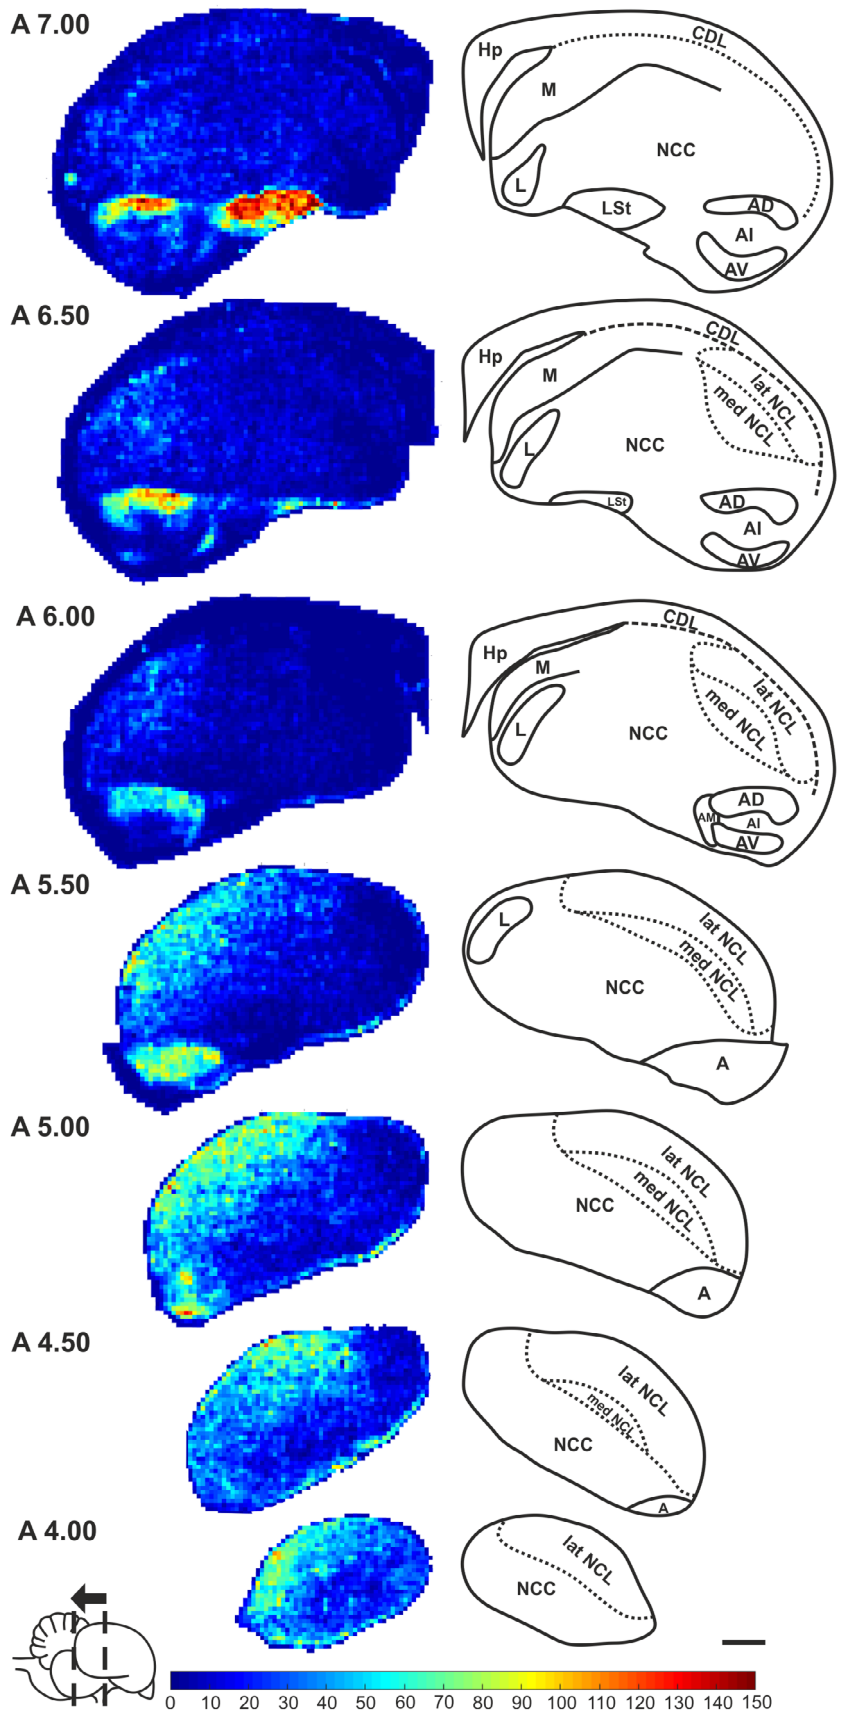 A 7.00
Hp
CDL
M
NCC
L
LSt
AD
AI
AV
A 6.50
Hp
CDL
M
lat NCL
med NCL
L
NCC
LSt
AD
AI
AV
A 6.00
CDL
Hp
M
lat NCL
med NCL
L
NCC
AD
AM
AI
AV
A 5.50
L
lat NCL
med NCL
NCC
A
A 5.00
lat NCL
med NCL
NCC
A
A 4.50
lat NCL
med NCL
NCC
A
A 4.00
lat NCL
NCC
0 10 20 30 40 50 60 70 80 90 100 110 120 130 140 150